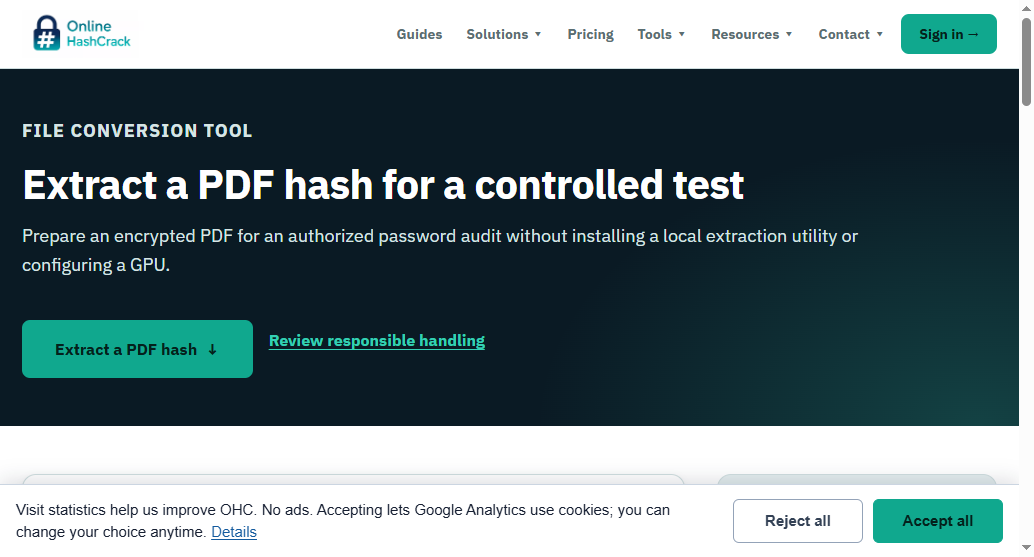 Online
HashCrack
Guides Solutions ▼ Pricing Tools ▼ Resources ▼ Contact ▼ Sign in →
FILE CONVERSION TOOL
Extract a PDF hash for a controlled test
Prepare an encrypted PDF for an authorized password audit without installing a local extraction utility or
configuring a GPU.
Extract a PDF hash ↓ Review responsible handling
Visit statistics help us improve OHC. No ads. Accepting lets Google Analytics use cookies; you can
change your choice anytime. Details
Reject all Accept all